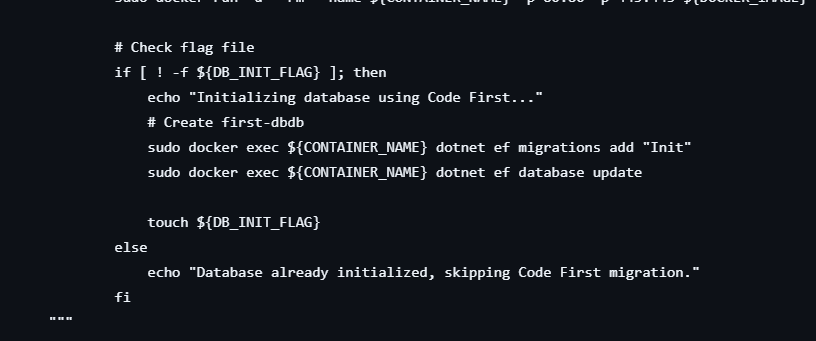 sudo docker run -d --rm --name ${CONTAINER_NAME} -p 80:80 -p 443:443 ${DOCKER_IMAGE}
# Check flag file
if [ ! -f ${DB_INIT_FLAG} ]; then
echo "Initializing database using Code First..."
# Create first-dbdb
sudo docker exec ${CONTAINER_NAME} dotnet ef migrations add "Init"
sudo docker exec ${CONTAINER_NAME} dotnet ef database update
touch ${DB_INIT_FLAG}
else
echo "Database already initialized, skipping Code First migration."
fi
"""